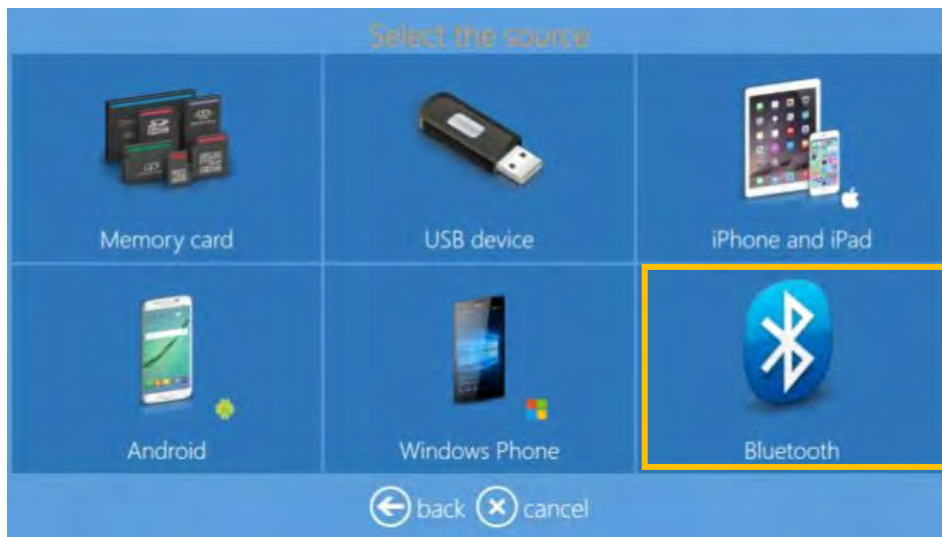 Select the source
Memory card
USB device
iPhone and iPad
Android
Windows Phone
Bluetooth
back cancel